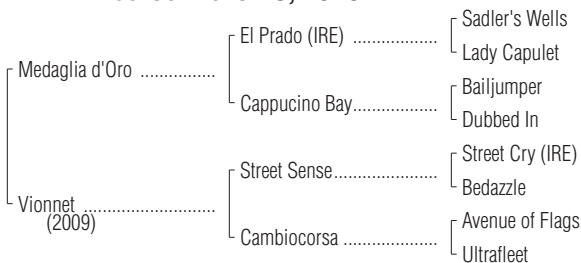 Sadler's Wells
El Prado (IRE) ....................
Lady Capulet
Medaglia d'Oro ................
Bailjumper
Cappucino Bay....................
Dubbed In
Street Cry (IRE)
Street Sense.........................
Bedazzle
Vionnet ............................
(2009)
Avenue of Flags
Cambiocorsa ......................
Ultrafleet